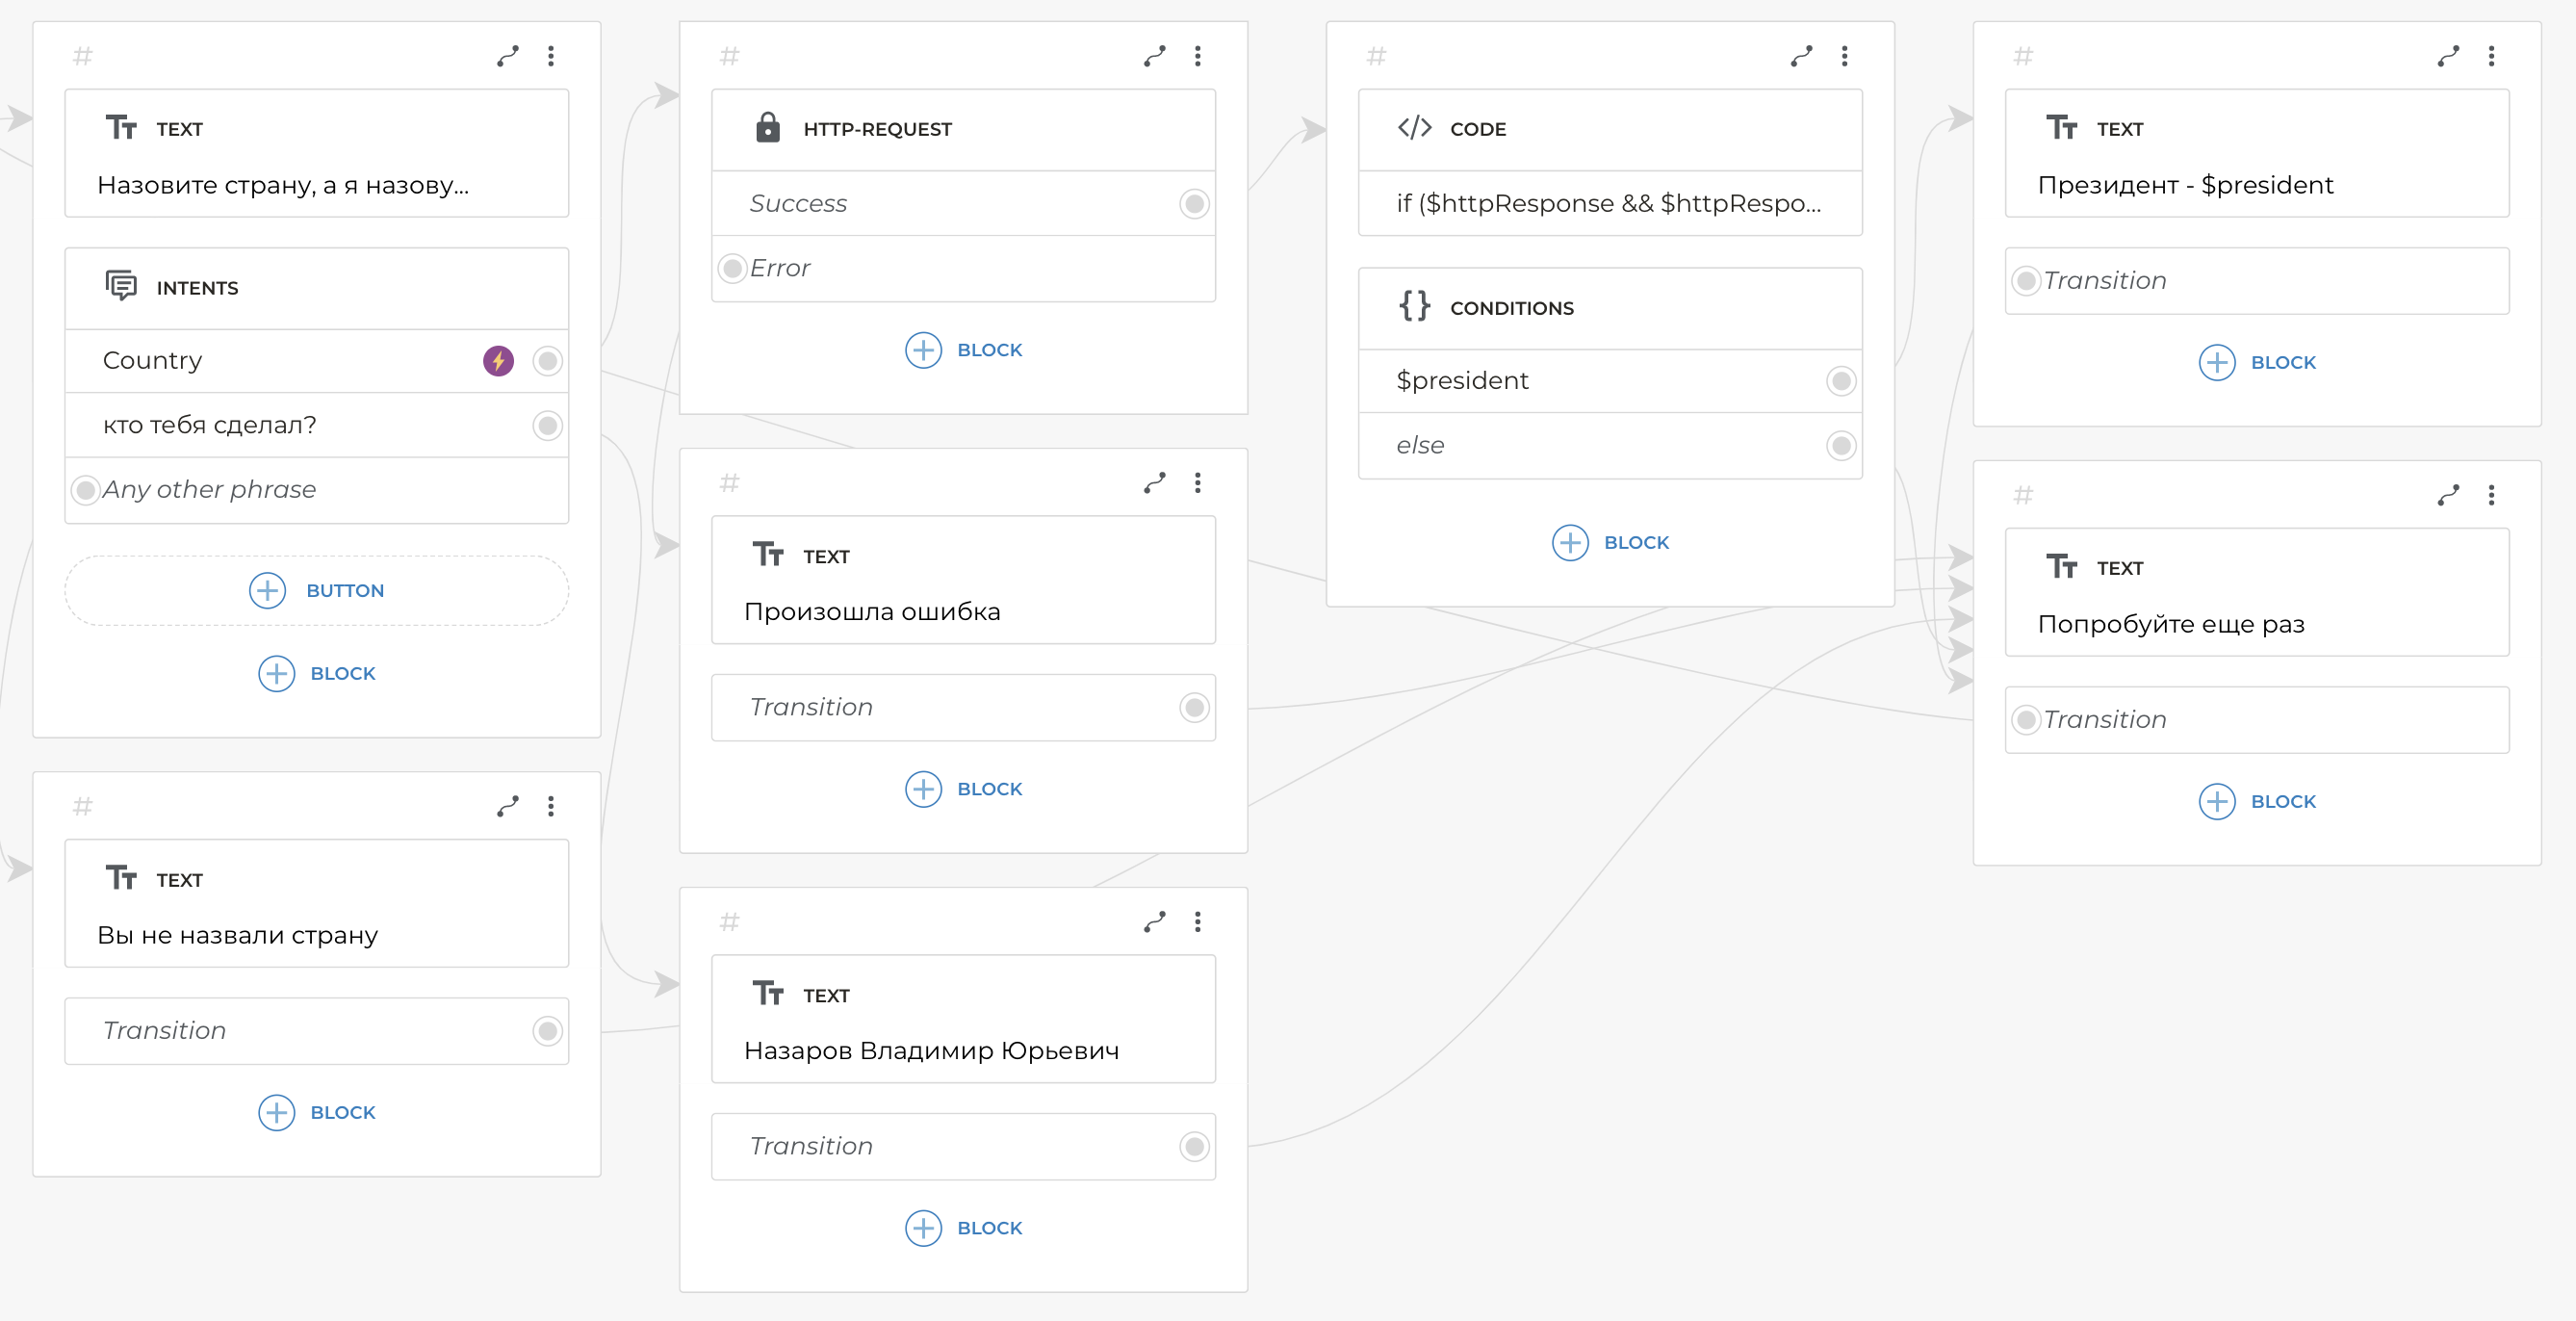 #
TEXT
Назовите страну, а я назову...
INTENTS
Country
кто тебя сделал?
Any other phrase
BUTTON
BLOCK
#
TEXT
Вы не назвали страну
Transition
BLOCK
#
HTTP-REQUEST
Success
Error
BLOCK
#
TEXT
Произошла ошибка
Transition
BLOCK
#
TEXT
Назаров Владимир Юрьевич
Transition
BLOCK
#
CODE
if ($httpResponse && $httpRespo...
CONDITIONS
$president
else
BLOCK
#
TEXT
Президент - $president
Transition
BLOCK
#
TEXT
Попробуйте еще раз
Transition
BLOCK